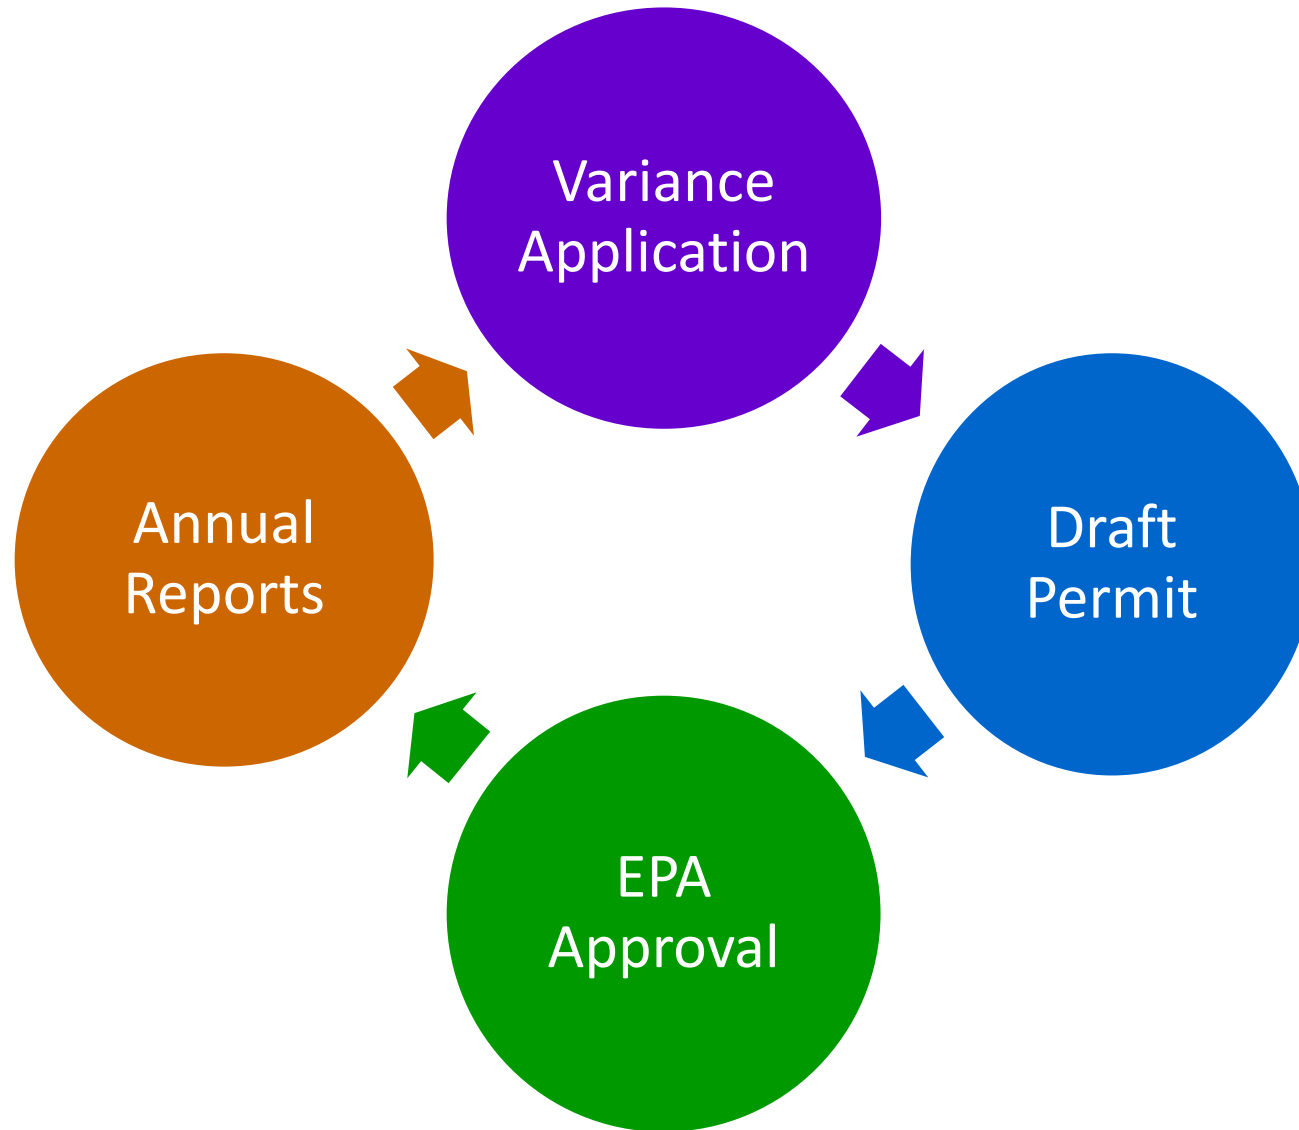 Variance
Application
Draft
Permit
EPA
Approval
Annual
Reports